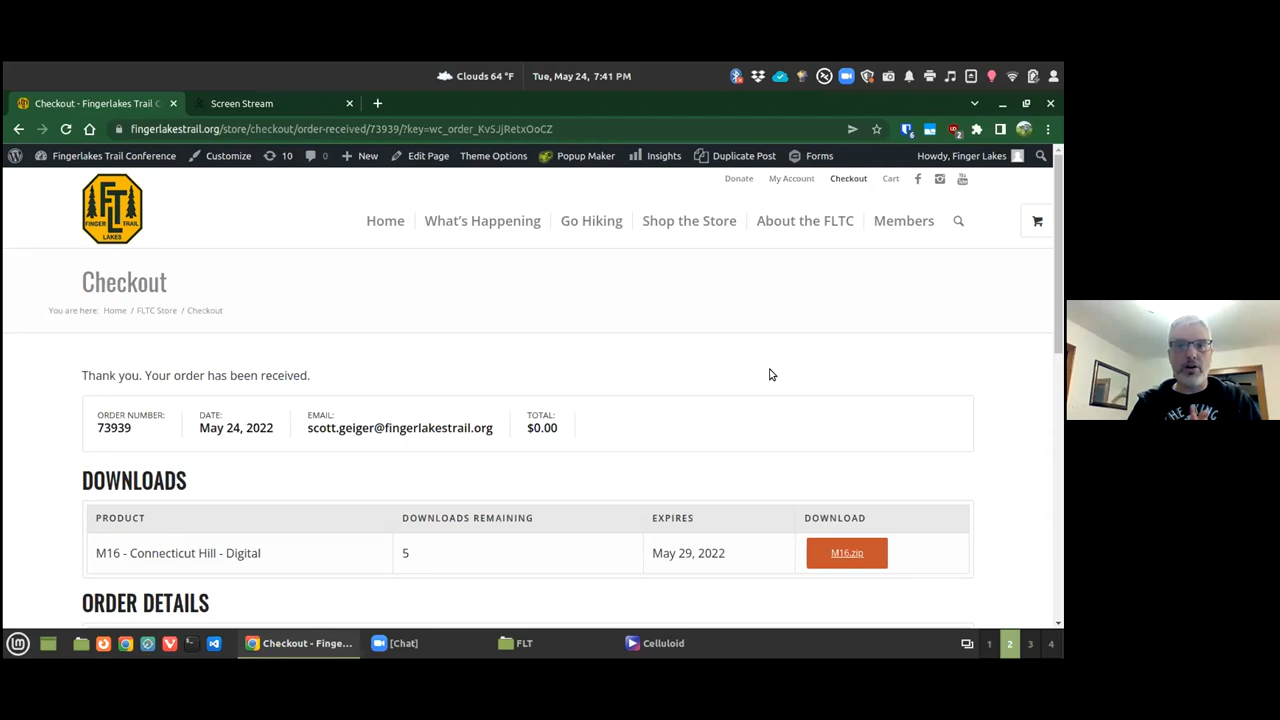 Clouds 64 °F
Tue, May 24, 7:41 PM
Checkout - Fingerlakes Trail C
Screen Stream
fingerlakestrail.org/store/checkout/order-received/73939/?key=wc_order_KvSJjRetxOoCZ
Fingerlakes Trail Conference Customize 10 0 New Edit Page Theme Options Popup Maker Insights Duplicate Post Forms Howdy, Finger Lakes
Donate My Account Checkout Cart
FLT
FINGER TRAIL
LAKES
Home What's Happening Go Hiking Shop the Store About the FLTC Members
Checkout
You are here: Home / FLTC Store / Checkout
Thank you. Your order has been received.
ORDER NUMBER: DATE: EMAIL: TOTAL:
73939 May 24, 2022 scott.geiger@fingerlakestrail.org $0.00
DOWNLOADS
PRODUCT DOWNLOADS REMAINING EXPIRES DOWNLOAD
M16 - Connecticut Hill - Digital 5 May 29, 2022 M16.zip
ORDER DETAILS
Checkout - Finge... [Chat] FLT Celluloid 1 2 3 4